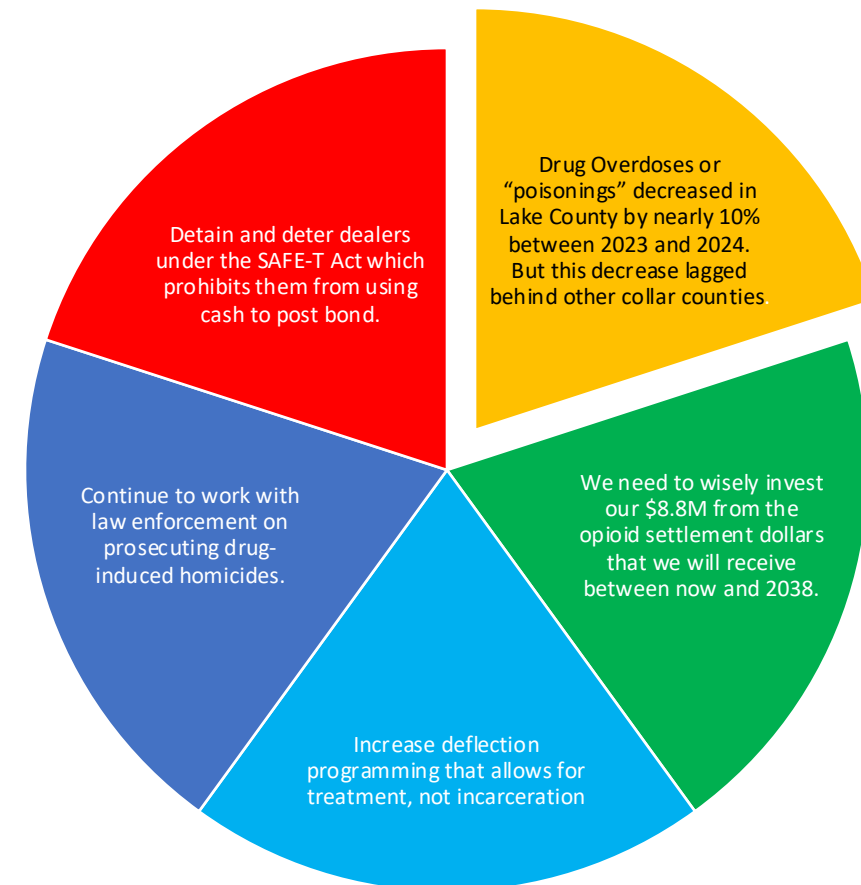 Drug Overdoses or
“poisonings” decreased in
Lake County by nearly 10%
between 2023 and 2024.
But this decrease lagged
behind other collar counties.
We need to wisely invest
our $8.8M from the
opioid settlement dollars
that we will receive
between now and 2038.
Increase deflection
programming that allows for
treatment, not incarceration
Continue to work with
law enforcement on
prosecuting drug-
induced homicides.
Detain and deter dealers
under the SAFE-T Act which
prohibits them from using
cash to post bond.